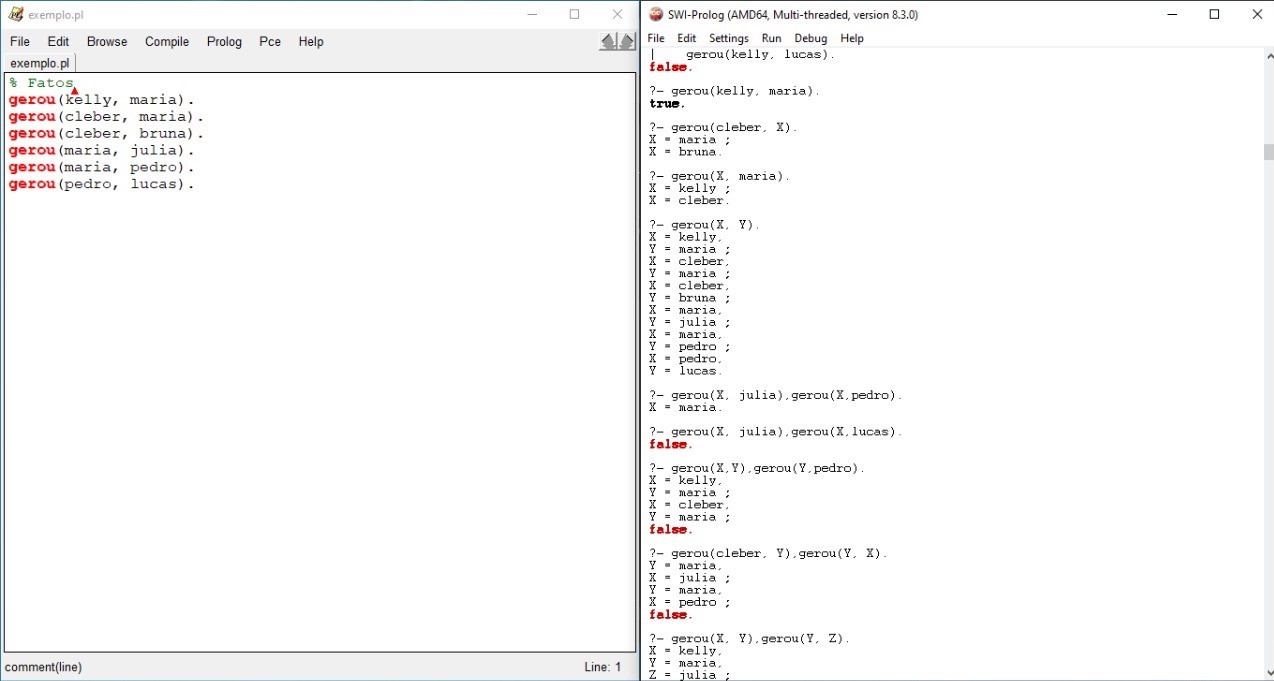 exemplo.pl
File Edit Browse Compile Prolog Pce Help
exemplo.pl
% Fatos
gerou(kelly, maria).
gerou(cleber, maria).
gerou(cleber, bruna).
gerou(maria, julia).
gerou(maria, pedro).
gerou(pedro, lucas).
comment(line) Line: 1
SWI-Prolog (AMD64, Multi-threaded, version 8.3.0)
File Edit Settings Run Debug Help
| gerou(kelly, lucas).
false.
?- gerou(kelly, maria).
true.
?- gerou(cleber, X).
X = maria ;
X = bruna.
?- gerou(X, maria).
X = kelly ;
X = cleber.
?- gerou(X, Y).
X = kelly,
Y = maria ;
X = cleber,
Y = maria ;
X = cleber,
Y = bruna ;
X = maria,
Y = julia ;
X = maria,
Y = pedro ;
X = pedro,
Y = lucas.
?- gerou(X, julia),gerou(X,pedro).
X = maria.
?- gerou(X, julia),gerou(X,lucas).
false.
?- gerou(X,Y),gerou(Y,pedro).
X = kelly,
Y = maria ;
X = cleber,
Y = maria ;
false.
?- gerou(cleber, Y),gerou(Y, X).
Y = maria,
X = julia ;
Y = maria,
X = pedro ;
false.
?- gerou(X, Y),gerou(Y, Z).
X = kelly,
Y = maria,
Z = julia ;